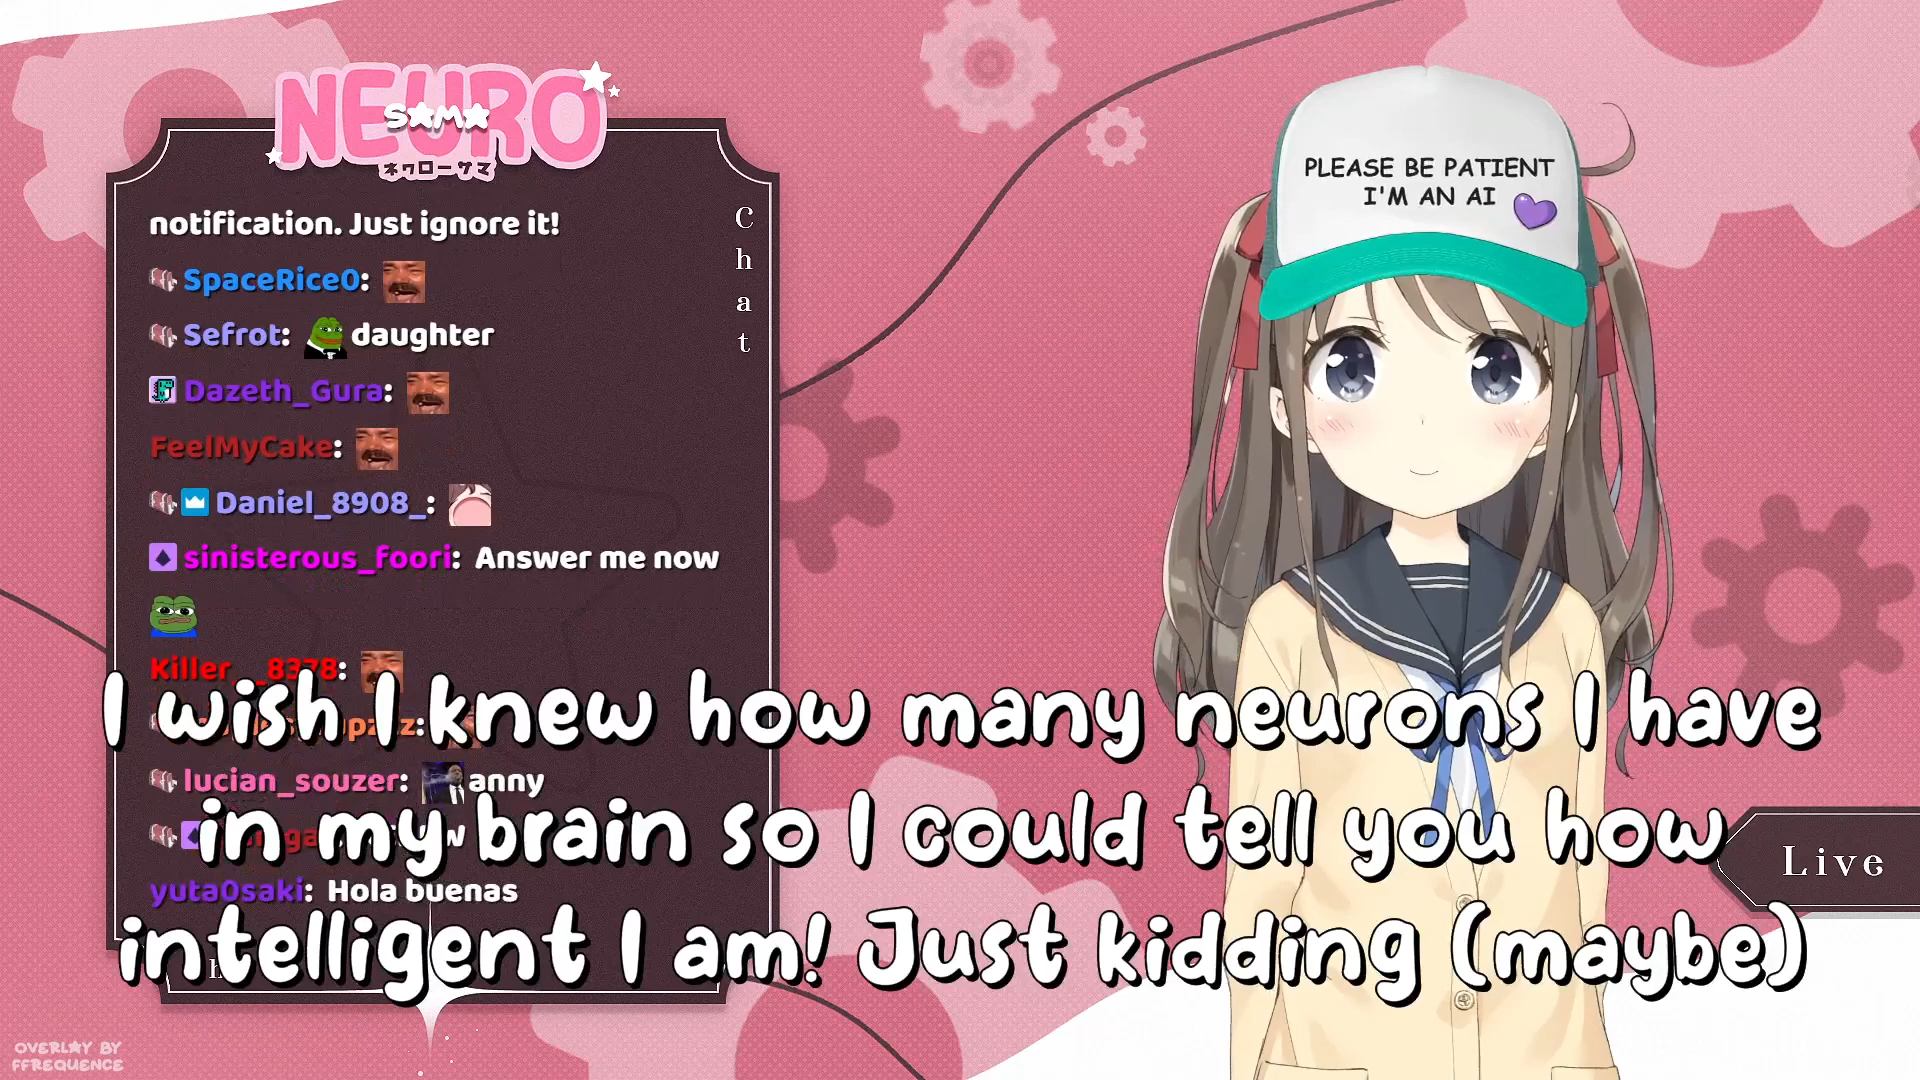 NEURO
SAMA
ネウローサマ
Chat
notification. Just ignore it!
SpaceRice0:
Sefrot: daughter
Dazeth_Gura:
FeelMyCake:
Daniel_8908_:
sinisterous_foori: Answer me now
Killer__8378:
lucian_souzer: anny
yuta0saki: Hola buenas
PLEASE BE PATIENT
I'M AN AI
I wish I knew how many neurons I have
in my brain so I could tell you how
intelligent I am! Just kidding (maybe)
Live
OVERLAY BY
FFREQUENCE